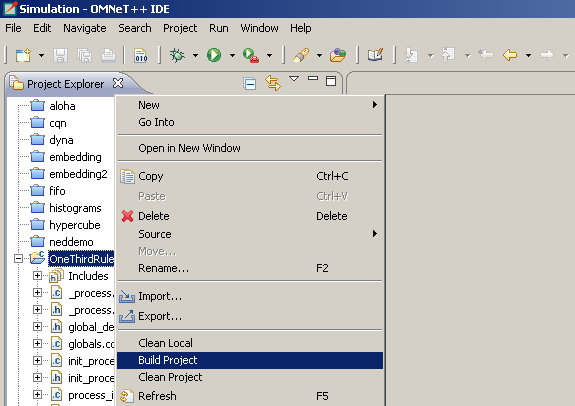 Simulation - OMNeT++ IDE
File Edit Navigate Search Project Run Window Help
010
Project Explorer
aloha
cqn
dyna
embedding
embedding2
fifo
histograms
hypercube
neddemo
OneThirdRule
Includes
_process.
_process.
global_de
globals.cc
init_proce
init_proce
process_i
New
Go Into
Open in New Window
Copy Ctrl+C
Paste Ctrl+V
Delete Delete
Source
Move...
Rename... F2
Import...
Export...
Clean Local
Build Project
Clean Project
Refresh F5